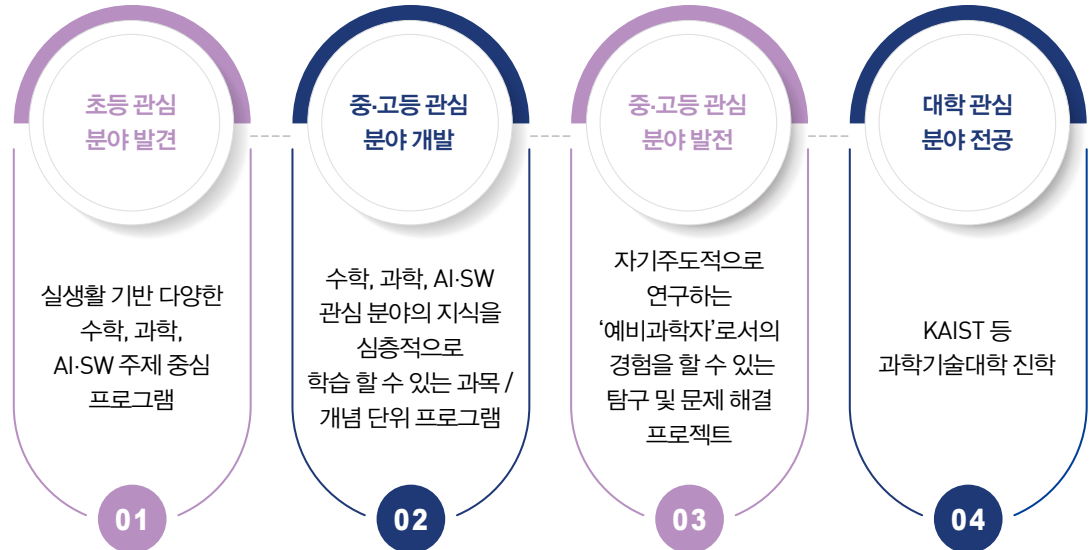 초등 관심
분야 발견
실생활 기반 다양한
수학, 과학,
AI·SW 주제 중심
프로그램
01
중·고등 관심
분야 개발
수학, 과학, AI·SW
관심 분야의 지식을
심층적으로
학습 할 수 있는 과목 /
개념 단위 프로그램
02
중·고등 관심
분야 발전
자기주도적으로
연구하는
‘예비과학자’로서의
경험을 할 수 있는
탐구 및 문제 해결
프로젝트
03
대학 관심
분야 전공
KAIST 등
과학기술대학 진학
04